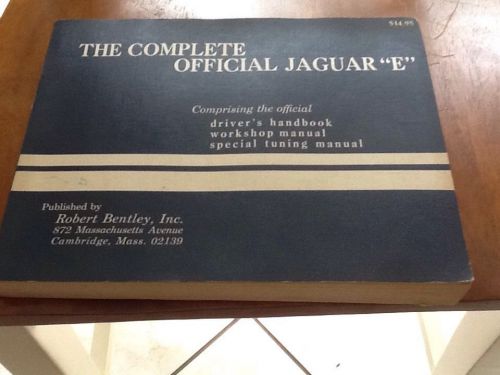 $14.95
THE COMPLETE
OFFICIAL JAGUAR "E"
Comprising the official
driver's handbook
workshop manual
special tuning manual
Published by
Robert Bentley, Inc.
872 Massachusetts Avenue
Cambridge, Mass. 02139